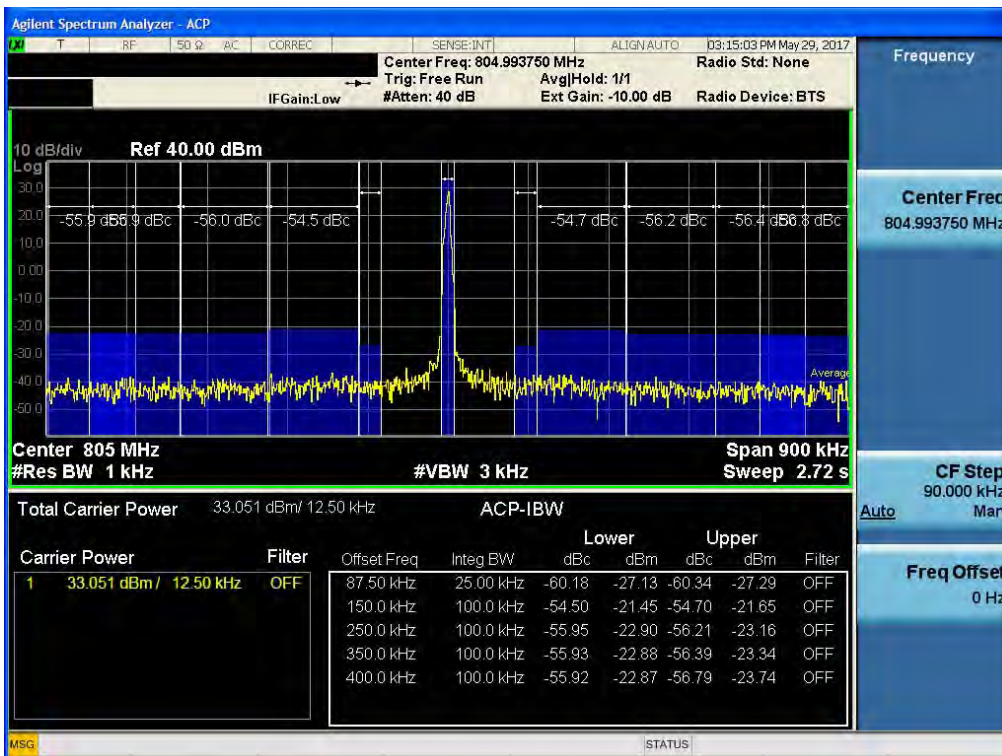 Agilent Spectrum Analyzer - ACP
LXI T RF 50 Ω AC CORREC SENSE:INT ALIGN AUTO 03:15:03 PM May 29, 2017
Center Freq: 804.993750 MHz Radio Std: None
Trig: Free Run Avg|Hold: 1/1
IFGain:Low #Atten: 40 dB Ext Gain: -10.00 dB Radio Device: BTS
10 dB/div Ref 40.00 dBm
Log
30.0
20.0
10.0
0.00
-10.0
-20.0
-30.0
-40.0
-50.0
-55.9 -55.9 dBc -56.0 dBc -54.5 dBc -54.7 dBc -56.2 dBc -56.4 -56.8 dBc
Average
Center 805 MHz Span 900 kHz
#Res BW 1 kHz #VBW 3 kHz Sweep 2.72 s
Total Carrier Power 33.051 dBm/ 12.50 kHz ACP-IBW
Lower Upper
Carrier Power Filter Offset Freq Integ BW dBc dBm dBc dBm Filter
1 33.051 dBm / 12.50 kHz OFF 87.50 kHz 25.00 kHz -60.18 -27.13 -60.34 -27.29 OFF
150.0 kHz 100.0 kHz -54.50 -21.45 -54.70 -21.65 OFF
250.0 kHz 100.0 kHz -55.95 -22.90 -56.21 -23.16 OFF
350.0 kHz 100.0 kHz -55.93 -22.88 -56.39 -23.34 OFF
400.0 kHz 100.0 kHz -55.92 -22.87 -56.79 -23.74 OFF
MSG STATUS
Frequency
Center Freq
804.993750 MHz
CF Step
90.000 kHz
Auto Man
Freq Offset
0 Hz